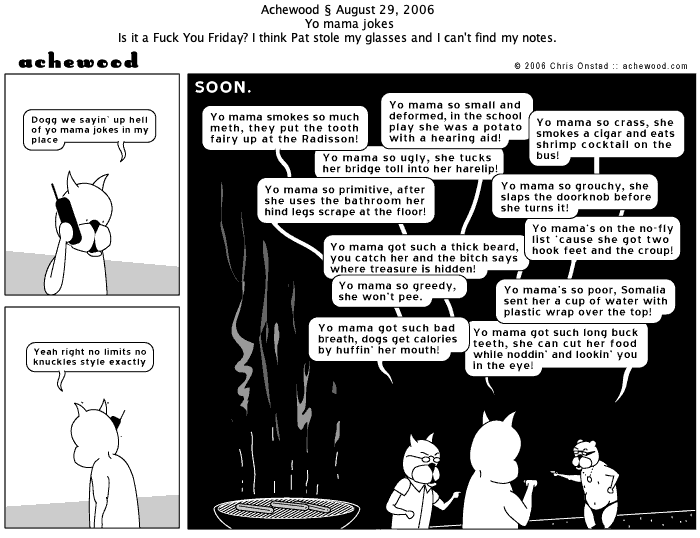 Achewood § August 29, 2006
Yo mama jokes
Is it a Fuck You Friday? I think Pat stole my glasses and I can't find my notes.
achewood
© 2006 Chris Onstad :: achewood.com
Dogg we sayin' up hell
of yo mama jokes in my
place
Yeah right no limits no
knuckles style exactly
SOON.
Yo mama smokes so much
meth, they put the tooth
fairy up at the Radisson!
Yo mama so small and
deformed, in the school
play she was a potato
with a hearing aid!
Yo mama so crass, she
smokes a cigar and eats
shrimp cocktail on the
bus!
Yo mama so ugly, she tucks
her bridge toll into her harelip!
Yo mama so primitive, after
she uses the bathroom her
hind legs scrape at the floor!
Yo mama so grouchy, she
slaps the doorknob before
she turns it!
Yo mama's on the no-fly
list 'cause she got two
hook feet and the croup!
Yo mama got such a thick beard,
you catch her and the bitch says
where treasure is hidden!
Yo mama so greedy,
she won't pee.
Yo mama's so poor, Somalia
sent her a cup of water with
plastic wrap over the top!
Yo mama got such bad
breath, dogs get calories
by huffin' her mouth!
Yo mama got such long buck
teeth, she can cut her food
while noddin' and lookin' you
in the eye!